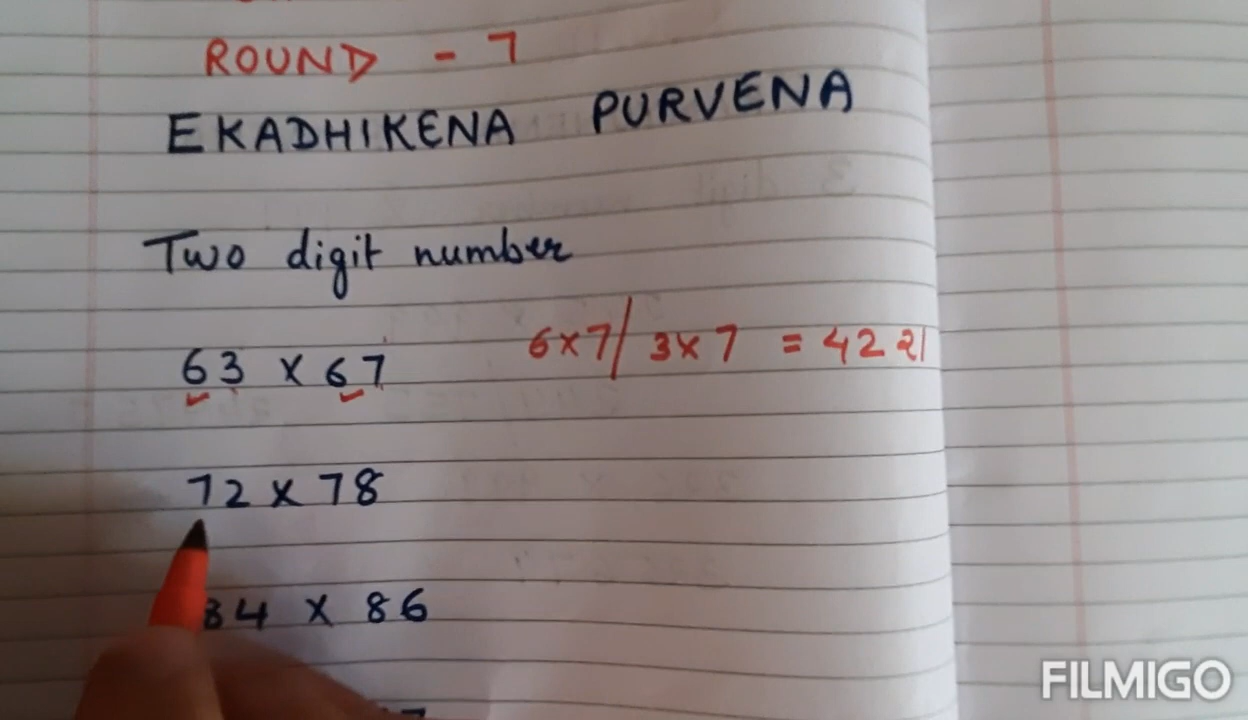 ROUND - 7
EKADHIKENA PURVENA
Two digit number
63 x 67 6x7/ 3x7 = 4221
72 x 78
84 x 86
FILMIGO